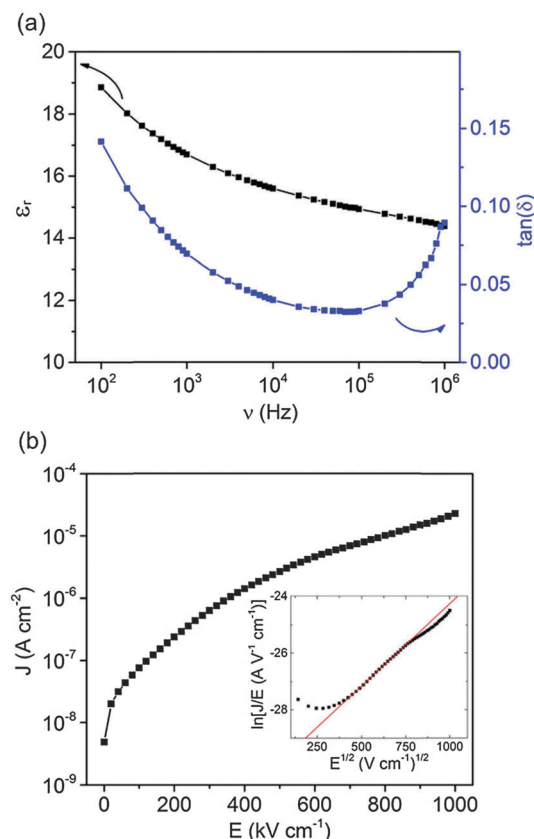 (a)
20
18
16
14
12
10
εr
0.15
0.10
0.05
0.00
tan(δ)
10²
10³
10⁴
10⁵
10⁶
ν (Hz)
(b)
10⁻⁴
10⁻⁵
10⁻⁶
10⁻⁷
10⁻⁸
10⁻⁹
J (A cm⁻²)
-24
-26
-28
ln[J/E (A V⁻¹ cm⁻¹)]
250 500 750 1000
E¹ᐟ² (V cm⁻¹)¹ᐟ²
0 200 400 600 800 1000
E (kV cm⁻¹)